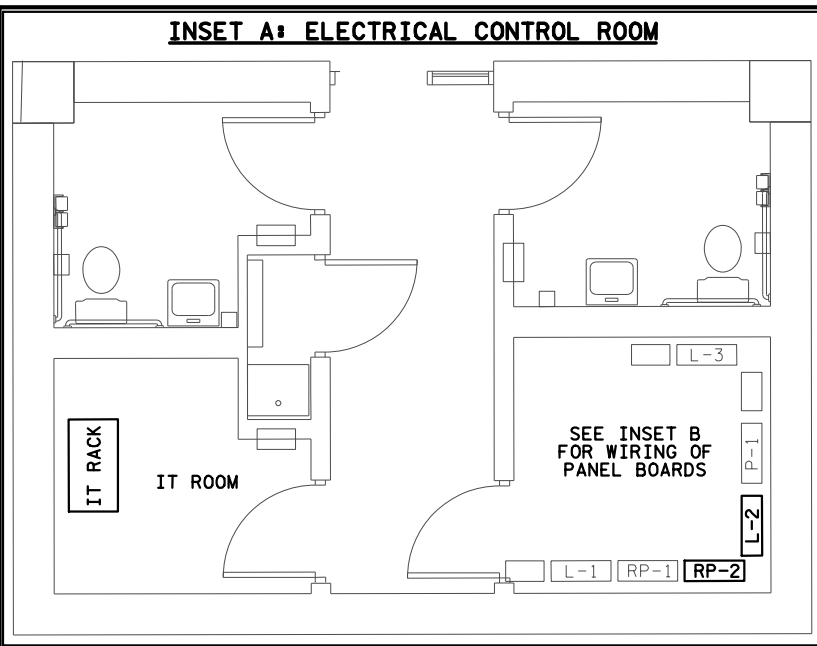 INSET A: ELECTRICAL CONTROL ROOM
L-3
SEE INSET B
FOR WIRING OF
PANEL BOARDS
P-1
IT RACK
IT ROOM
L-2
L-1
RP-1
RP-2